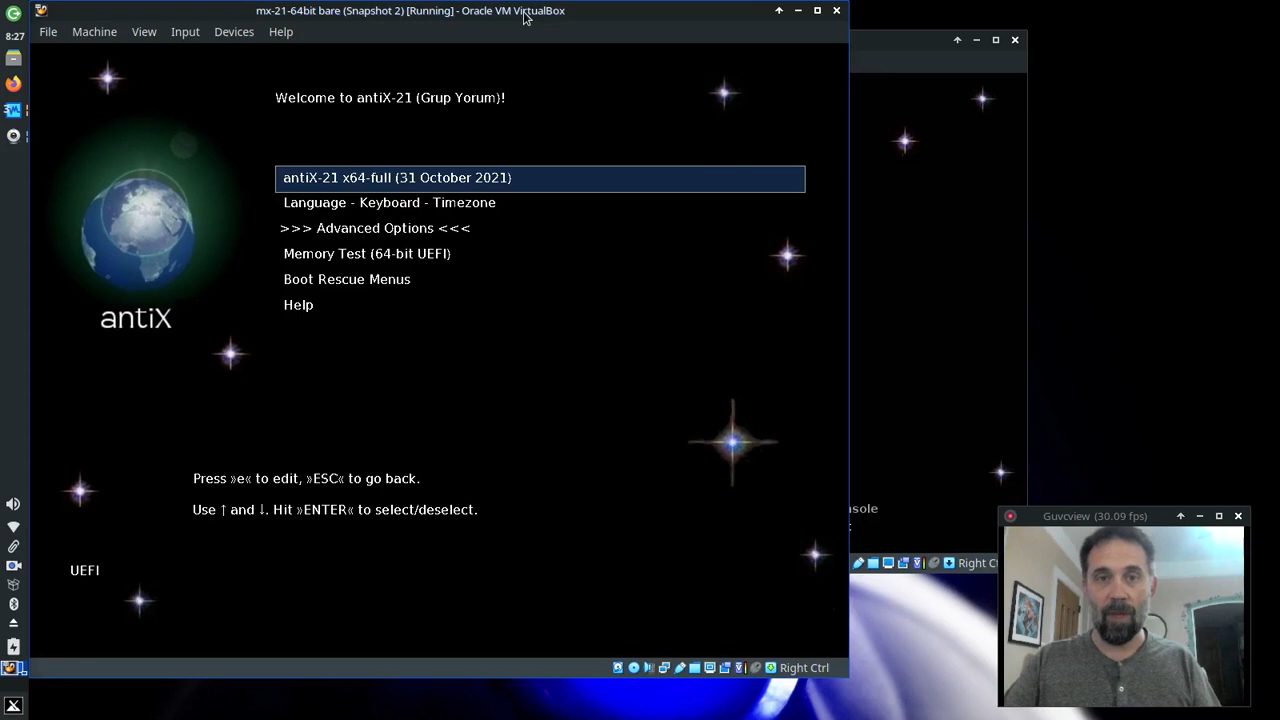 mx-21-64bit bare (Snapshot 2) [Running] - Oracle VM VirtualBox
8:27
File Machine View Input Devices Help
Welcome to antiX-21 (Grup Yorum)!
antiX-21 x64-full (31 October 2021)
Language - Keyboard - Timezone
>>> Advanced Options <<<
Memory Test (64-bit UEFI)
Boot Rescue Menus
Help
antiX
Press »e« to edit, »ESC« to go back.
Use ↑ and ↓. Hit »ENTER« to select/deselect.
UEFI
Right Ctrl
nsole
Right C
Guvcview (30.09 fps)